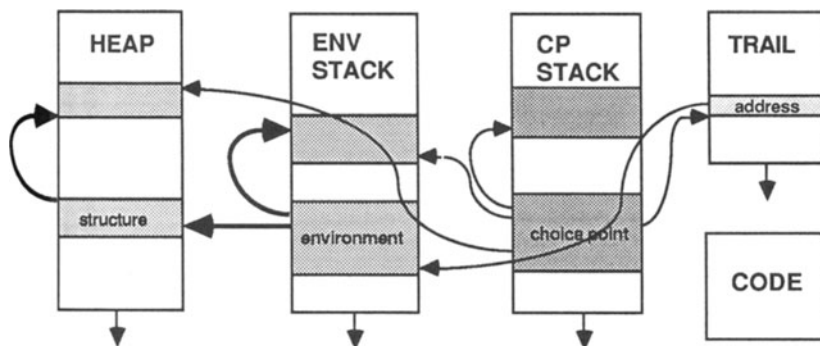 HEAP
ENV
STACK
CP
STACK
TRAIL
address
structure
environment
choice point
CODE